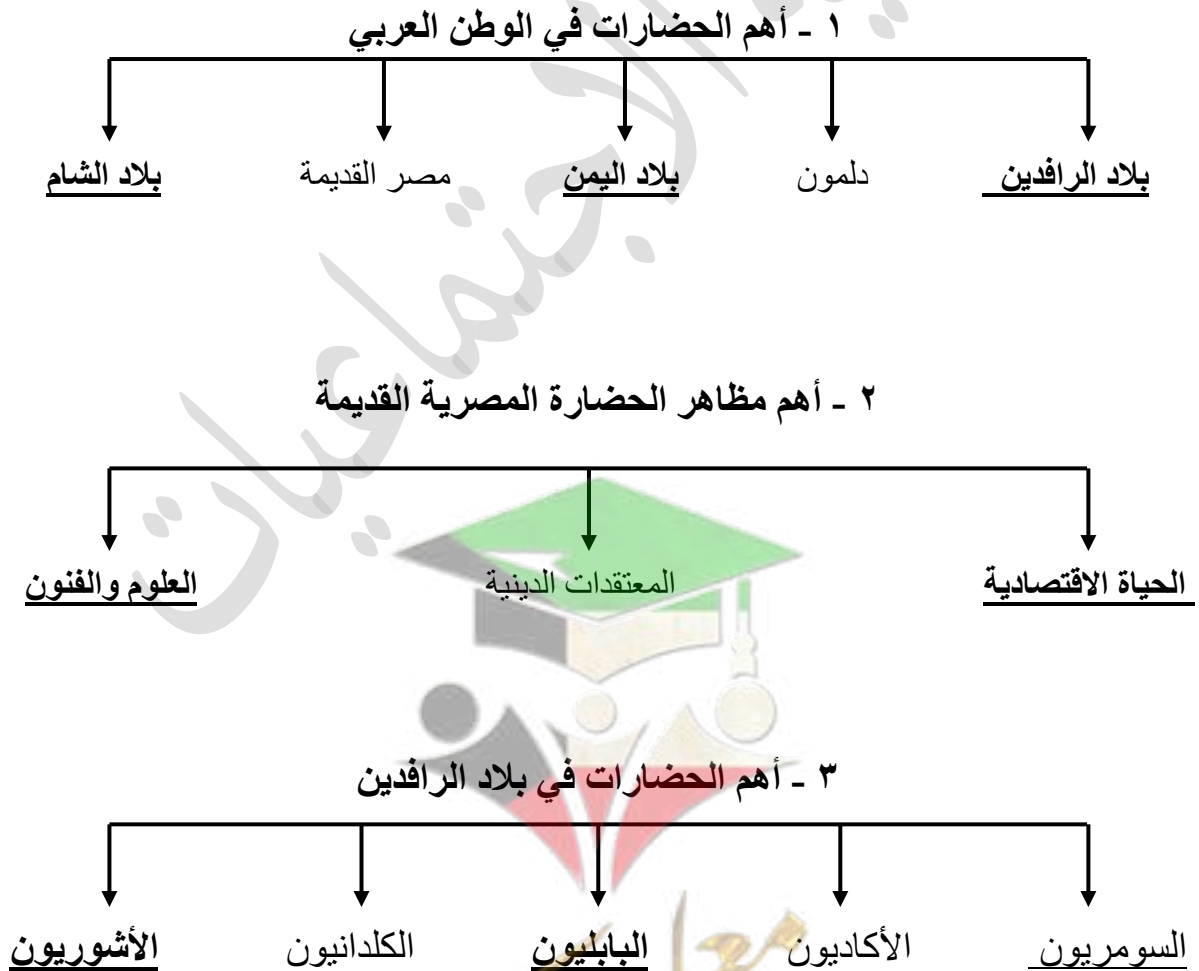 ١ - أهم الحضارات في الوطن العربي
بلاد الرافدين دلمون بلاد اليمن مصر القديمة بلاد الشام
٢ - أهم مظاهر الحضارة المصرية القديمة
الحياة الاقتصادية المعتقدات الدينية العلوم والفنون
٣ - أهم الحضارات في بلاد الرافدين
السومريون الأكاديون البابليون الكلدانيون الأشوريون